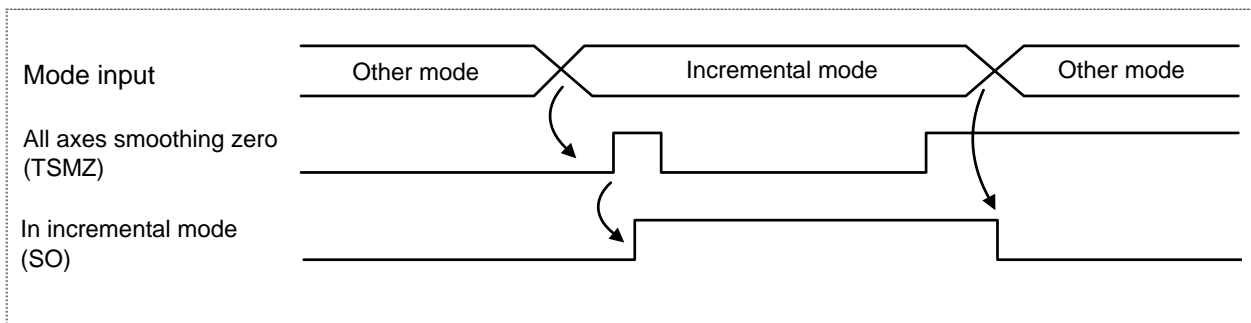 Mode input
Other mode
Incremental mode
Other mode
All axes smoothing zero
(TSMZ)
In incremental mode
(SO)